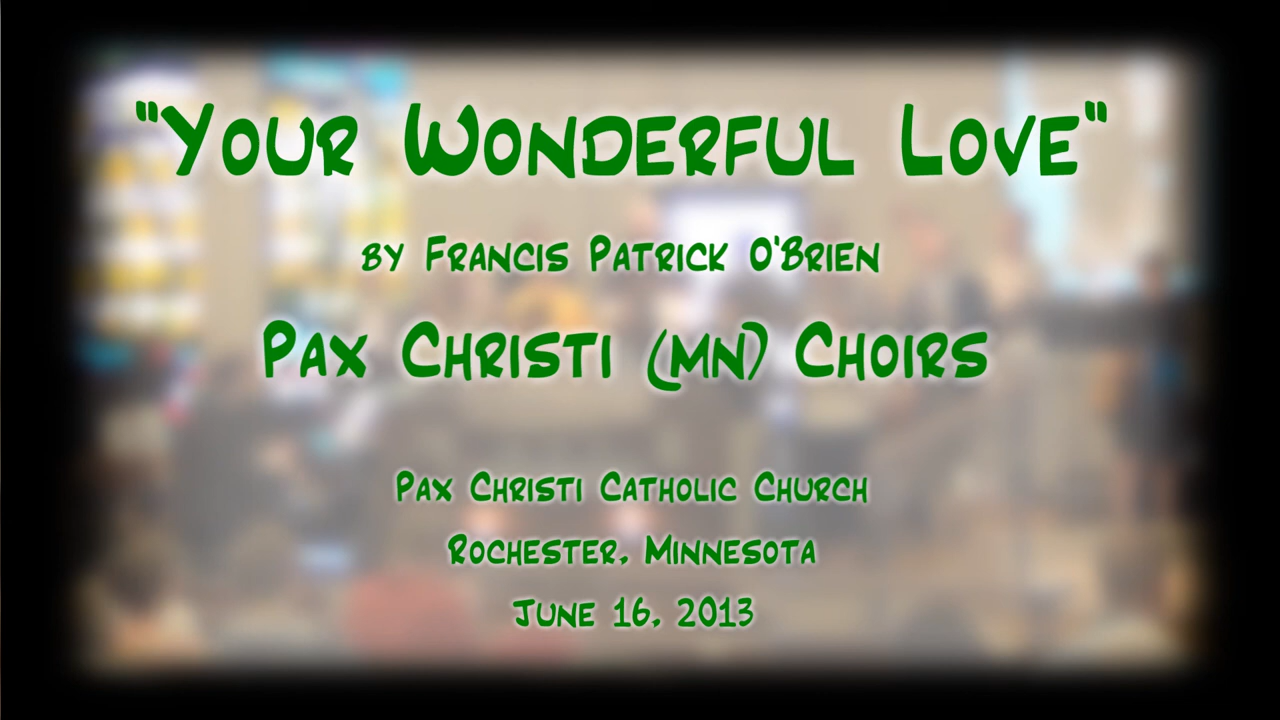 "Your Wonderful Love"
by Francis Patrick O'Brien
Pax Christi (MN) Choirs
Pax Christi Catholic Church
Rochester, Minnesota
June 16, 2013